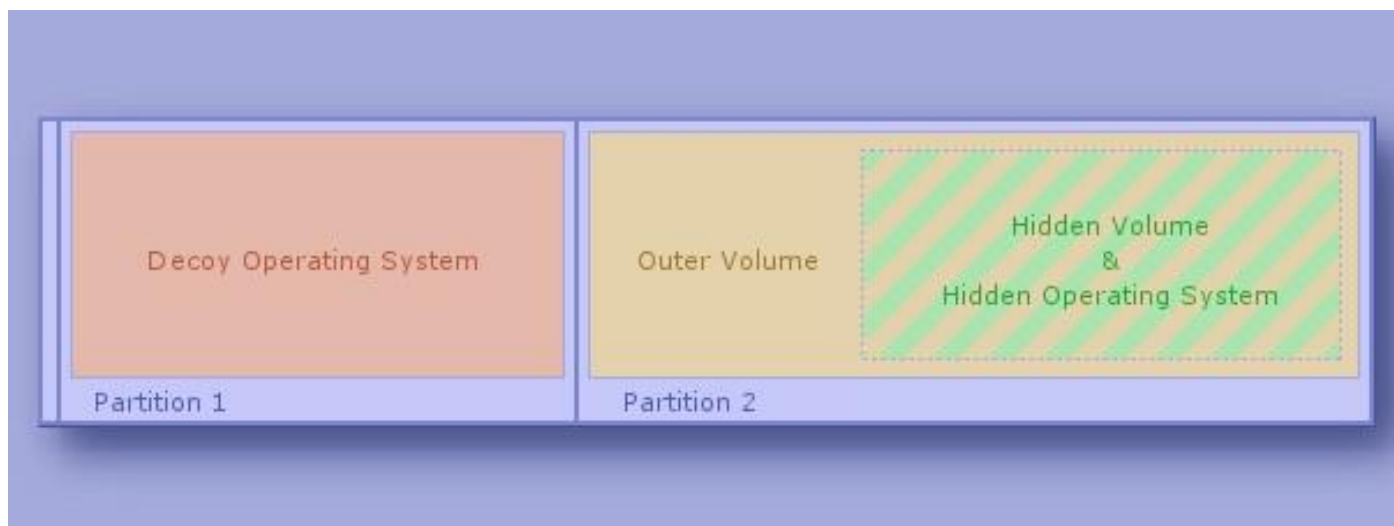 Decoy Operating System
Outer Volume
Hidden Volume
&
Hidden Operating System
Partition 1
Partition 2